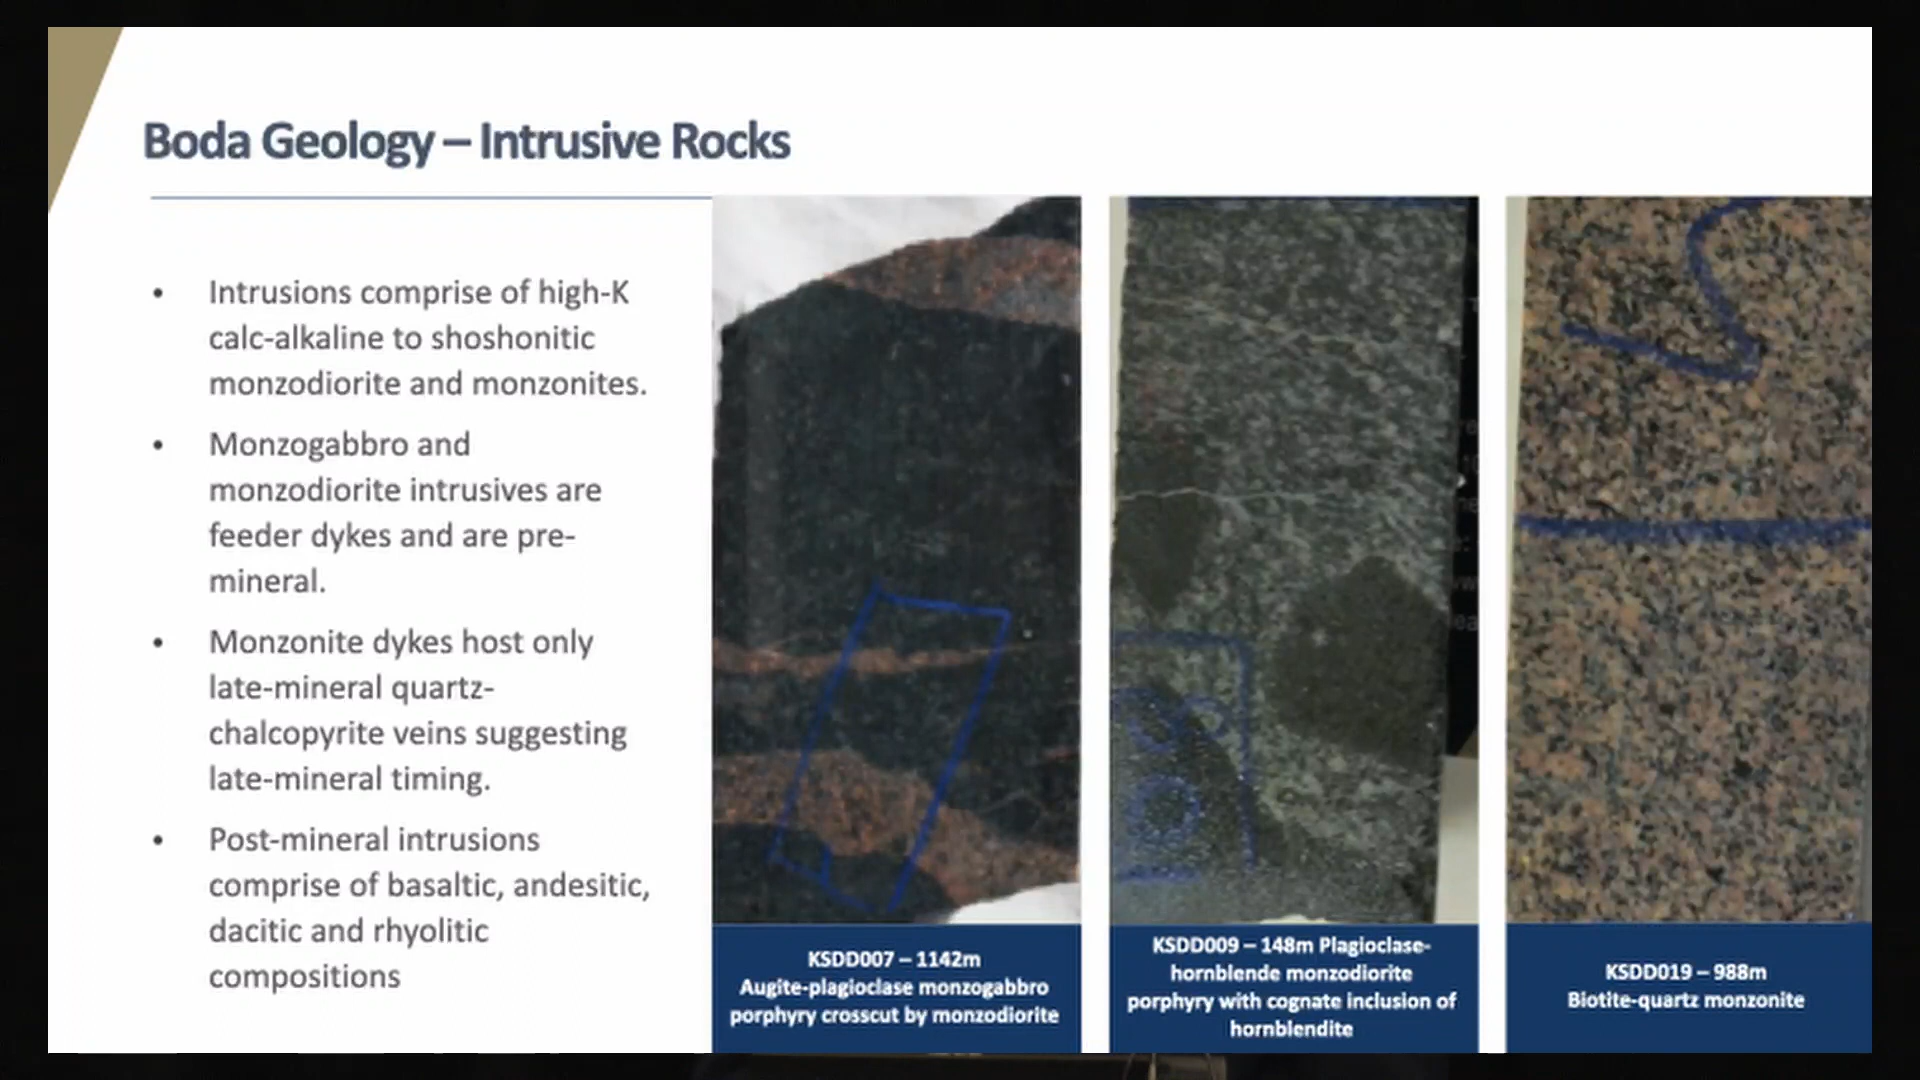 Boda Geology – Intrusive Rocks
• Intrusions comprise of high-K
calc-alkaline to shoshonitic
monzodiorite and monzonites.
• Monzogabbro and
monzodiorite intrusives are
feeder dykes and are pre-
mineral.
• Monzonite dykes host only
late-mineral quartz-
chalcopyrite veins suggesting
late-mineral timing.
• Post-mineral intrusions
comprise of basaltic, andesitic,
dacitic and rhyolitic
compositions
KSDD007 – 1142m
Augite-plagioclase monzogabbro
porphyry crosscut by monzodiorite
KSDD009 – 148m Plagioclase-
hornblende monzodiorite
porphyry with cognate inclusion of
hornblendite
KSDD019 – 988m
Biotite-quartz monzonite